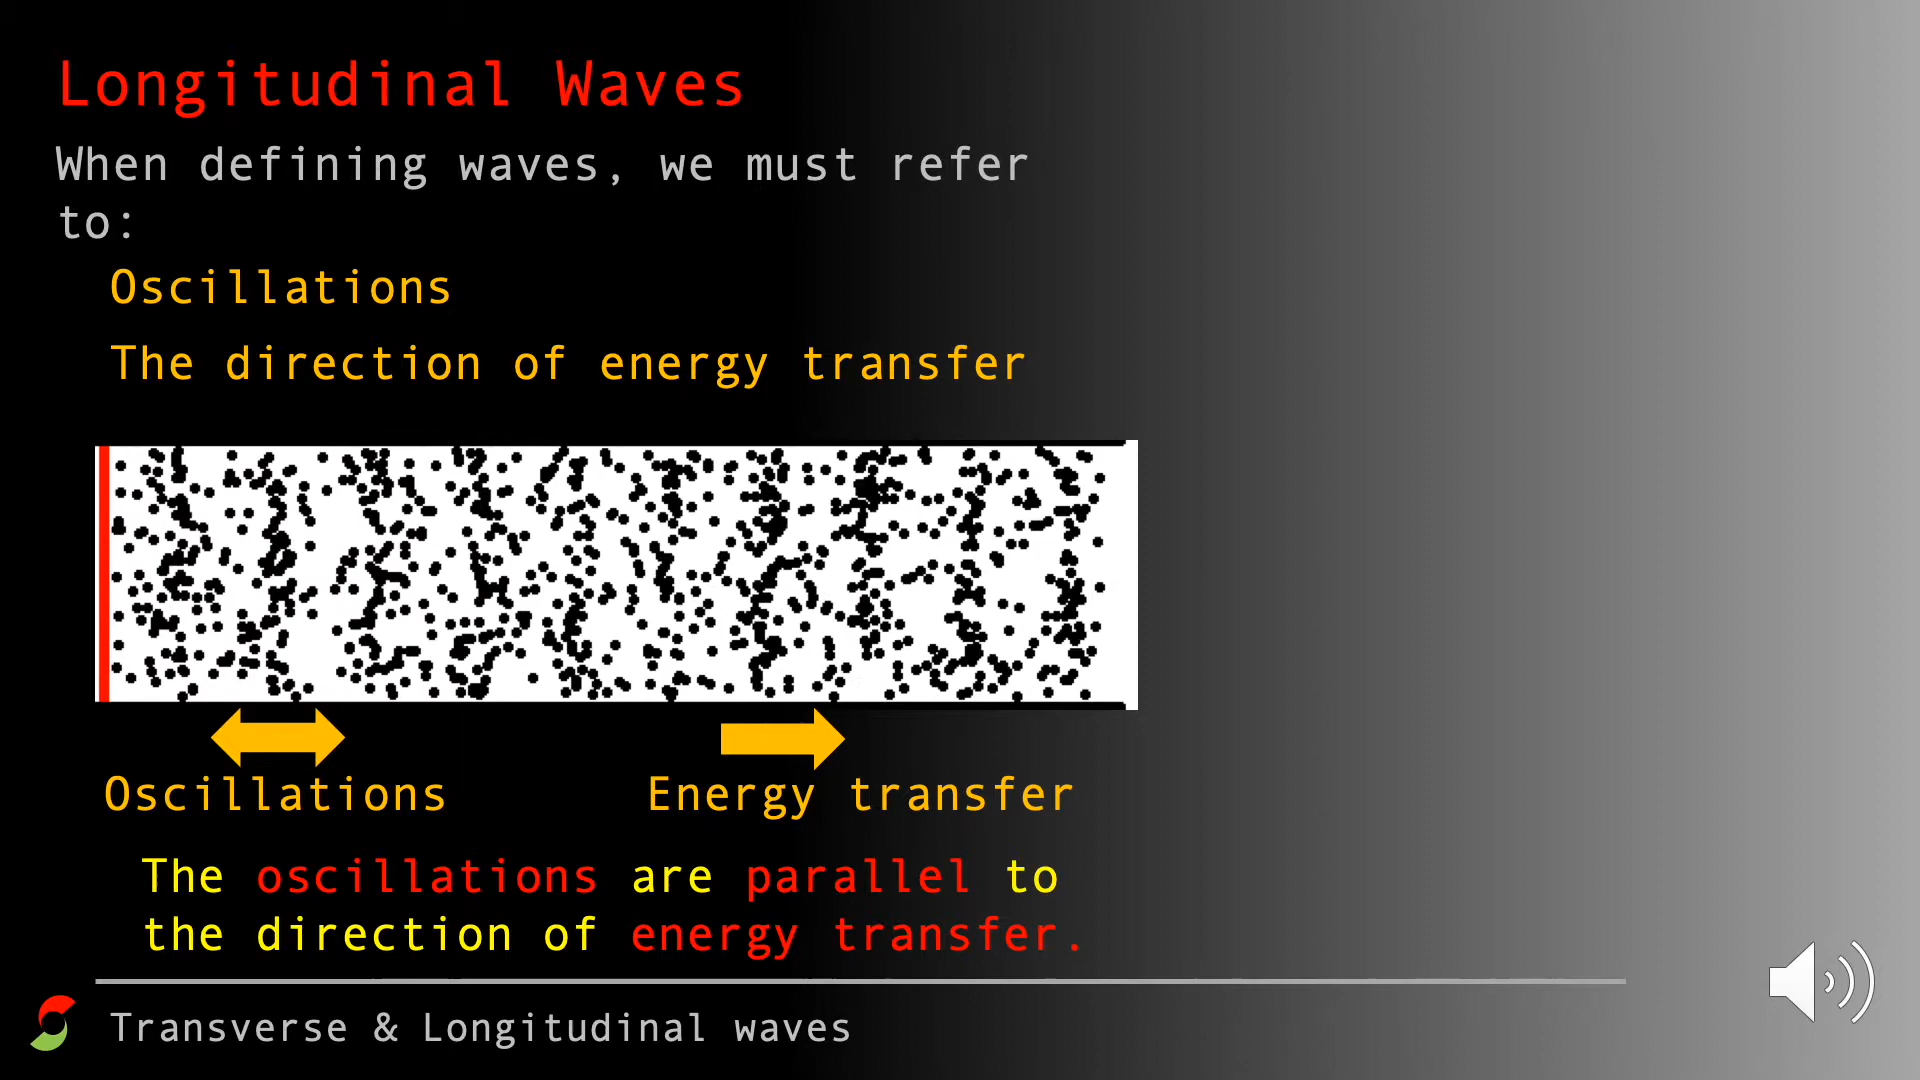 Longitudinal Waves
When defining waves, we must refer
to:
Oscillations
The direction of energy transfer
Oscillations
Energy transfer
The oscillations are parallel to
the direction of energy transfer.
Transverse & Longitudinal waves